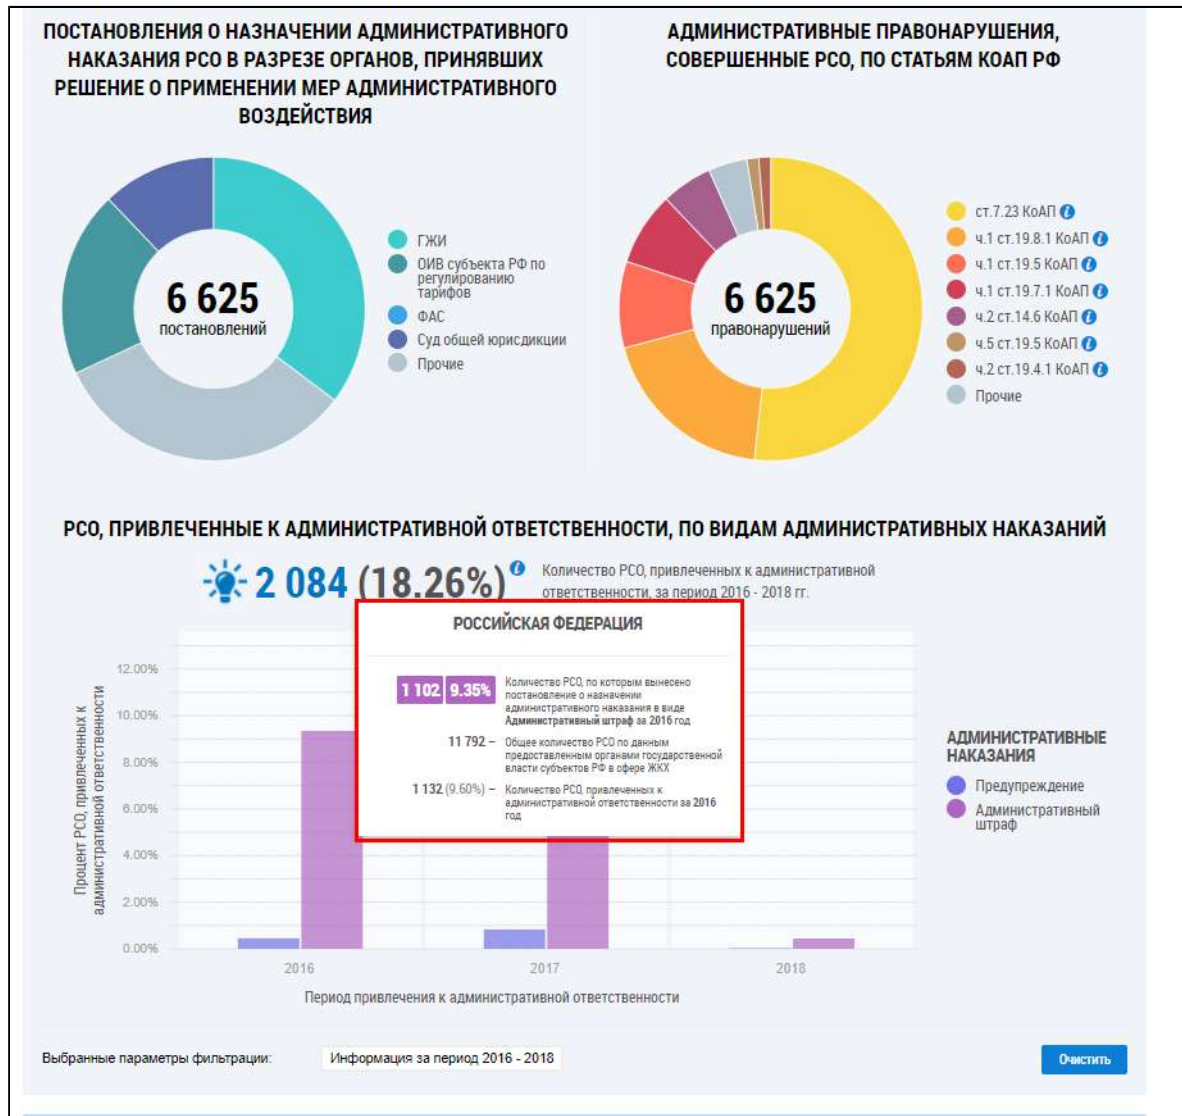 ПОСТАНОВЛЕНИЯ О НАЗНАЧЕНИИ АДМИНИСТРАТИВНОГО
НАКАЗАНИЯ РСО В РАЗРЕЗЕ ОРГАНОВ, ПРИНЯВШИХ
РЕШЕНИЕ О ПРИМЕНЕНИИ МЕР АДМИНИСТРАТИВНОГО
ВОЗДЕЙСТВИЯ
6 625
постановлений
ГЖИ
ОИВ субъекта РФ по
регулированию
тарифов
ФАС
Суд общей юрисдикции
Прочие
АДМИНИСТРАТИВНЫЕ ПРАВОНАРУШЕНИЯ,
СОВЕРШЕННЫЕ РСО, ПО СТАТЬЯМ КОАП РФ
6 625
правонарушений
ст.7.23 КоАП i
ч.1 ст.19.8.1 КоАП i
ч.1 ст.19.5 КоАП i
ч.1 ст.19.7.1 КоАП i
ч.2 ст.14.6 КоАП i
ч.5 ст.19.5 КоАП i
ч.2 ст.19.4.1 КоАП i
Прочие
РСО, ПРИВЛЕЧЕННЫЕ К АДМИНИСТРАТИВНОЙ ОТВЕТСТВЕННОСТИ, ПО ВИДАМ АДМИНИСТРАТИВНЫХ НАКАЗАНИЙ
2 084 (18.26%) i
Количество РСО, привлеченных к административной
ответственности, за период 2016 - 2018 гг.
РОССИЙСКАЯ ФЕДЕРАЦИЯ
1 102 9.35%
Количество РСО, по которым вынесено
постановление о назначении
административного наказания в виде
Административный штраф за 2016 год
11 792 – Общее количество РСО по данным
предоставленным органами государственной
власти субъектов РФ в сфере ЖКХ
1 132 (9.60%) – Количество РСО, привлеченных к
административной ответственности за 2016
год
Процент РСО, привлеченных к
административной ответственности
12.00%
10.00%
8.00%
6.00%
4.00%
2.00%
0.00%
2016
2017
2018
Период привлечения к административной ответственности
АДМИНИСТРАТИВНЫЕ
НАКАЗАНИЯ
Предупреждение
Административный
штраф
Выбранные параметры фильтрации:
Информация за период 2016 - 2018
Очистить